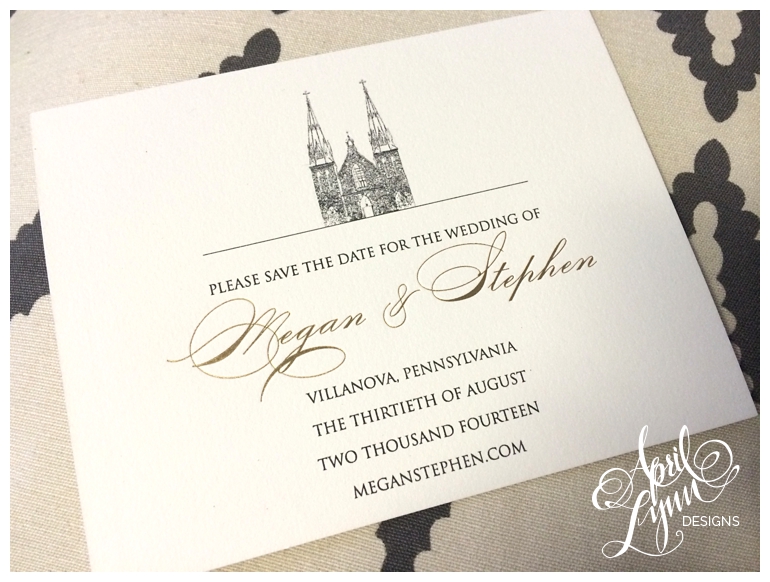 PLEASE SAVE THE DATE FOR THE WEDDING OF
Megan & Stephen
VILLANOVA, PENNSYLVANIA
THE THIRTIETH OF AUGUST
TWO THOUSAND FOURTEEN
MEGANSTEPHEN.COM
April
Lynn
DESIGNS